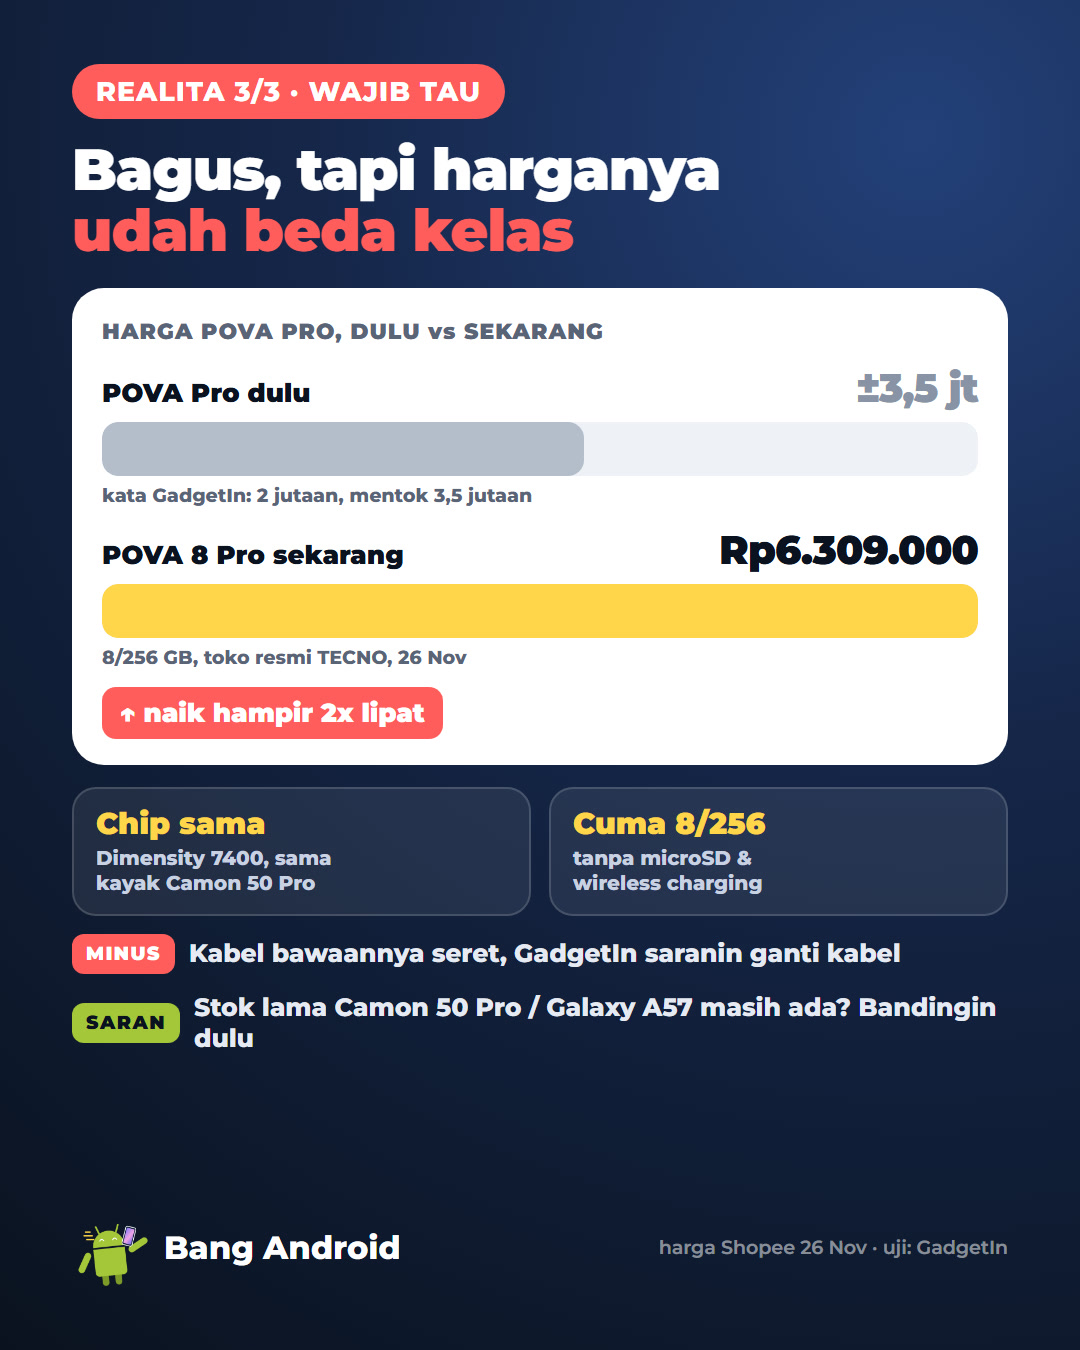 REALITA 3/3 · WAJIB TAU
Bagus, tapi harganya
udah beda kelas
HARGA POVA PRO, DULU vs SEKARANG
POVA Pro dulu
±3,5 jt
kata GadgetIn: 2 jutaan, mentok 3,5 jutaan
POVA 8 Pro sekarang
Rp6.309.000
8/256 GB, toko resmi TECNO, 26 Nov
↑ naik hampir 2x lipat
Chip sama
Dimensity 7400, sama
kayak Camon 50 Pro
Cuma 8/256
tanpa microSD &
wireless charging
MINUS
Kabel bawaannya seret, GadgetIn saranin ganti kabel
SARAN
Stok lama Camon 50 Pro / Galaxy A57 masih ada? Bandingin
dulu
Bang Android
harga Shopee 26 Nov · uji: GadgetIn